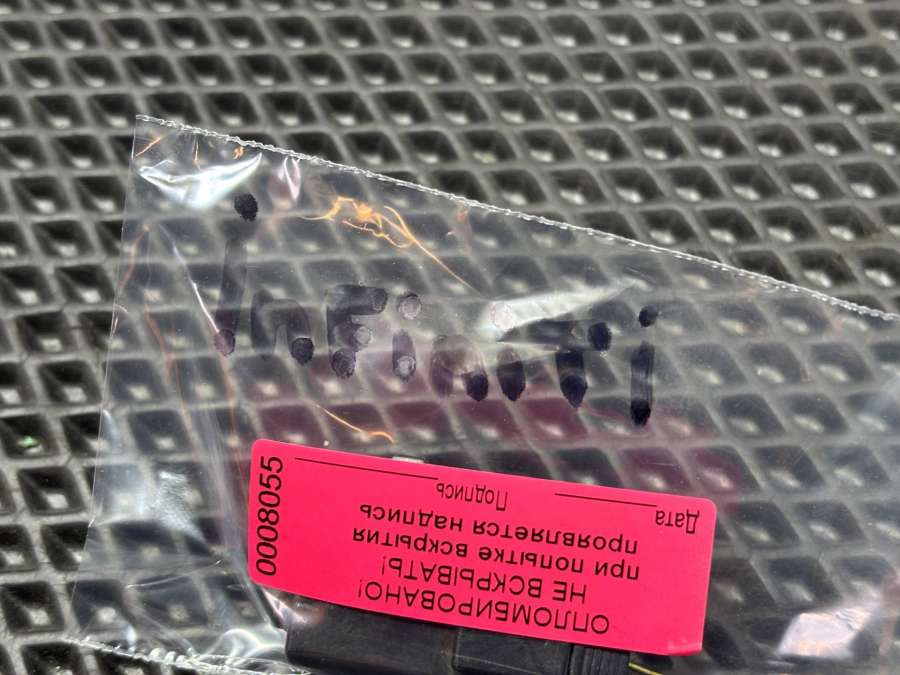 Infiniti
ОПЛОМБИРОВАНО!
НЕ ВСКРЫВАТЬ!
при попытке вскрытия
проявляется надпись
Дата Подпись
0008055